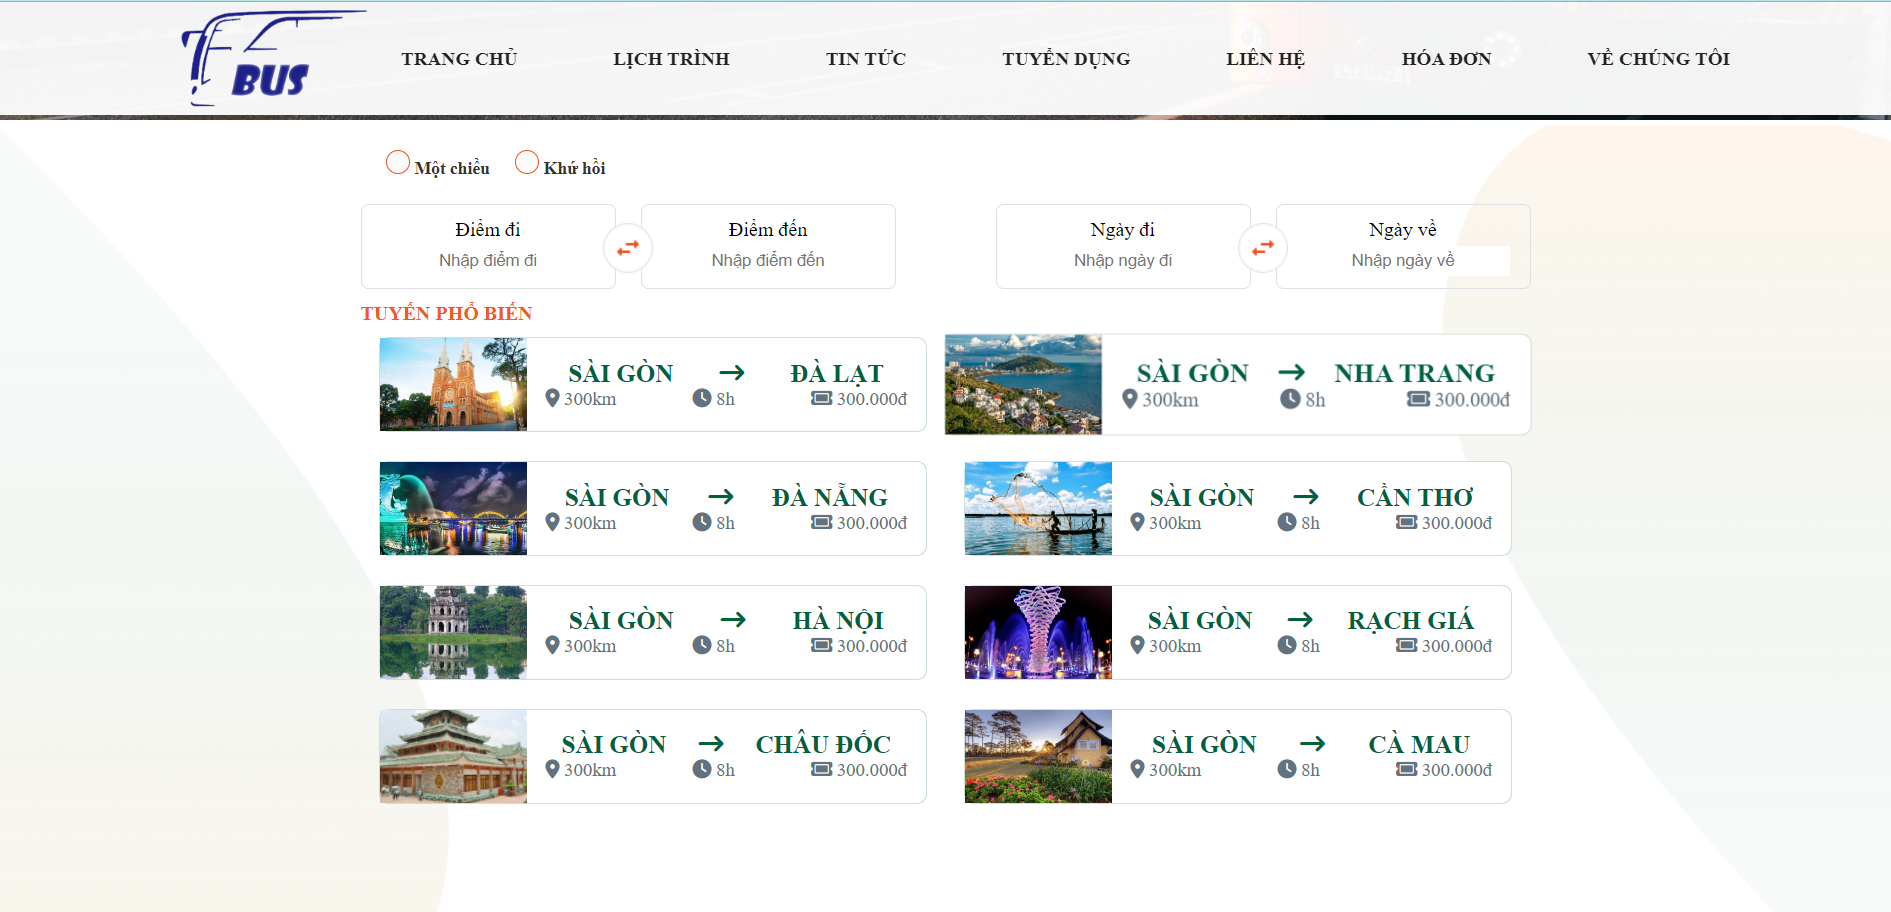 BUS
TRANG CHỦ LỊCH TRÌNH TIN TỨC TUYỂN DỤNG LIÊN HỆ HÓA ĐƠN VỀ CHÚNG TÔI
Một chiều Khứ hồi
Điểm đi Điểm đến Ngày đi Ngày về
Nhập điểm đi Nhập điểm đến Nhập ngày đi Nhập ngày về
TUYẾN PHỔ BIẾN
SÀI GÒN → ĐÀ LẠT
300km 8h 300.000đ
SÀI GÒN → NHA TRANG
300km 8h 300.000đ
SÀI GÒN → ĐÀ NẴNG
300km 8h 300.000đ
SÀI GÒN → CẦN THƠ
300km 8h 300.000đ
SÀI GÒN → HÀ NỘI
300km 8h 300.000đ
SÀI GÒN → RẠCH GIÁ
300km 8h 300.000đ
SÀI GÒN → CHÂU ĐỐC
300km 8h 300.000đ
SÀI GÒN → CÀ MAU
300km 8h 300.000đ